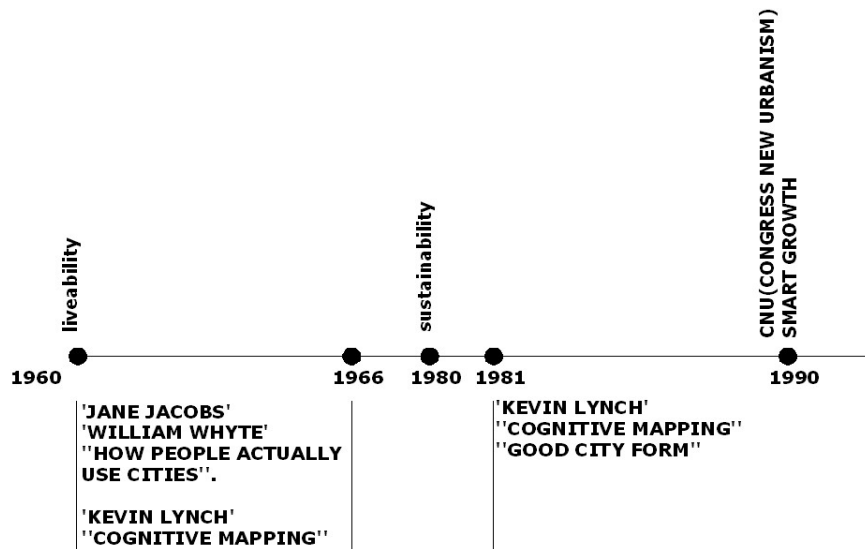 liveability
sustainability
CNU(CONGRESS NEW URBANISM)
SMART GROWTH
1960
1966
1980
1981
1990
'JANE JACOBS'
'WILLIAM WHYTE'
"HOW PEOPLE ACTUALLY
USE CITIES".
'KEVIN LYNCH'
"COGNITIVE MAPPING"
'KEVIN LYNCH'
"COGNITIVE MAPPING"
"GOOD CITY FORM"